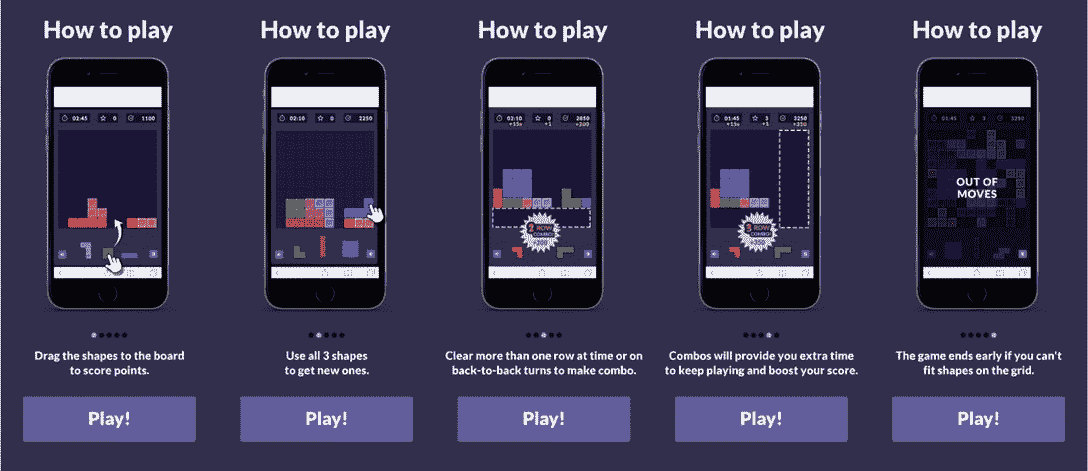 How to play
02:45 0 1100
Drag the shapes to the board
to score points.
Play!
How to play
02:10 0 2250
Use all 3 shapes
to get new ones.
Play!
How to play
02:10 0 2850
+15s +1 +200
2 ROW
COMBO!
Clear more than one row at time or on
back-to-back turns to make combo.
Play!
How to play
01:45 3 3250
+1
3 ROW
COMBO!
Combos will provide you extra time
to keep playing and boost your score.
Play!
How to play
01:45 3 3250
OUT OF
MOVES
The game ends early if you can't
fit shapes on the grid.
Play!